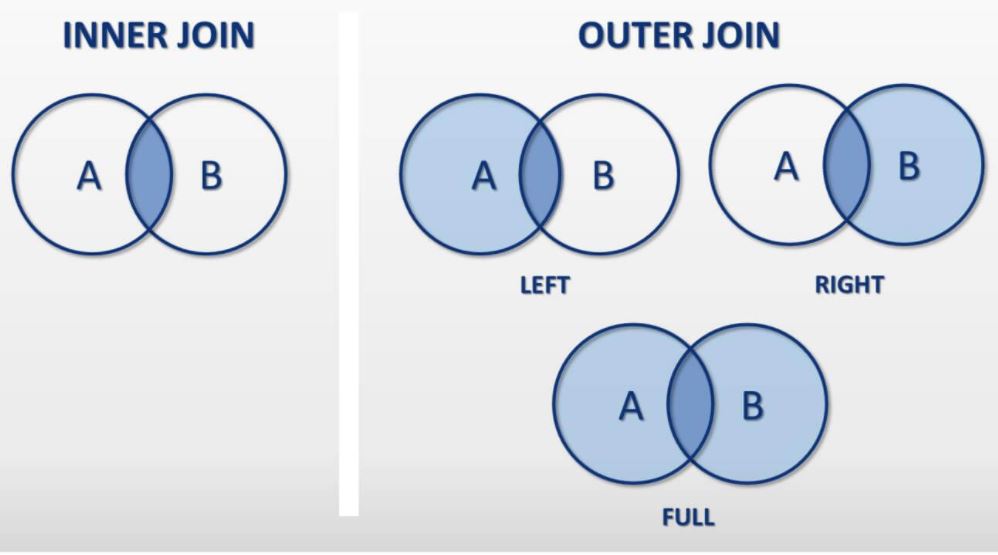 INNER JOIN
A B
OUTER JOIN
A B
LEFT
A B
RIGHT
A B
FULL